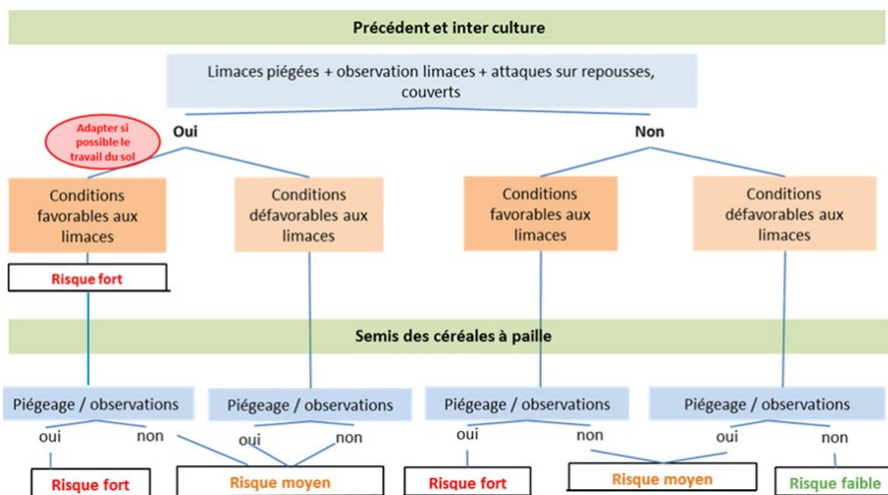 Précédent et inter culture
Limaces piégées + observation limaces + attaques sur repousses,
couverts
Adapter si
possible le
travail du sol
Oui
Non
Conditions
favorables aux
limaces
Conditions
défavorables aux
limaces
Conditions
favorables aux
limaces
Conditions
défavorables aux
limaces
Risque fort
Semis des céréales à paille
Piégeage / observations
Piégeage / observations
Piégeage / observations
Piégeage / observations
oui
non
oui
non
oui
non
oui
non
Risque fort
Risque moyen
Risque fort
Risque moyen
Risque faible